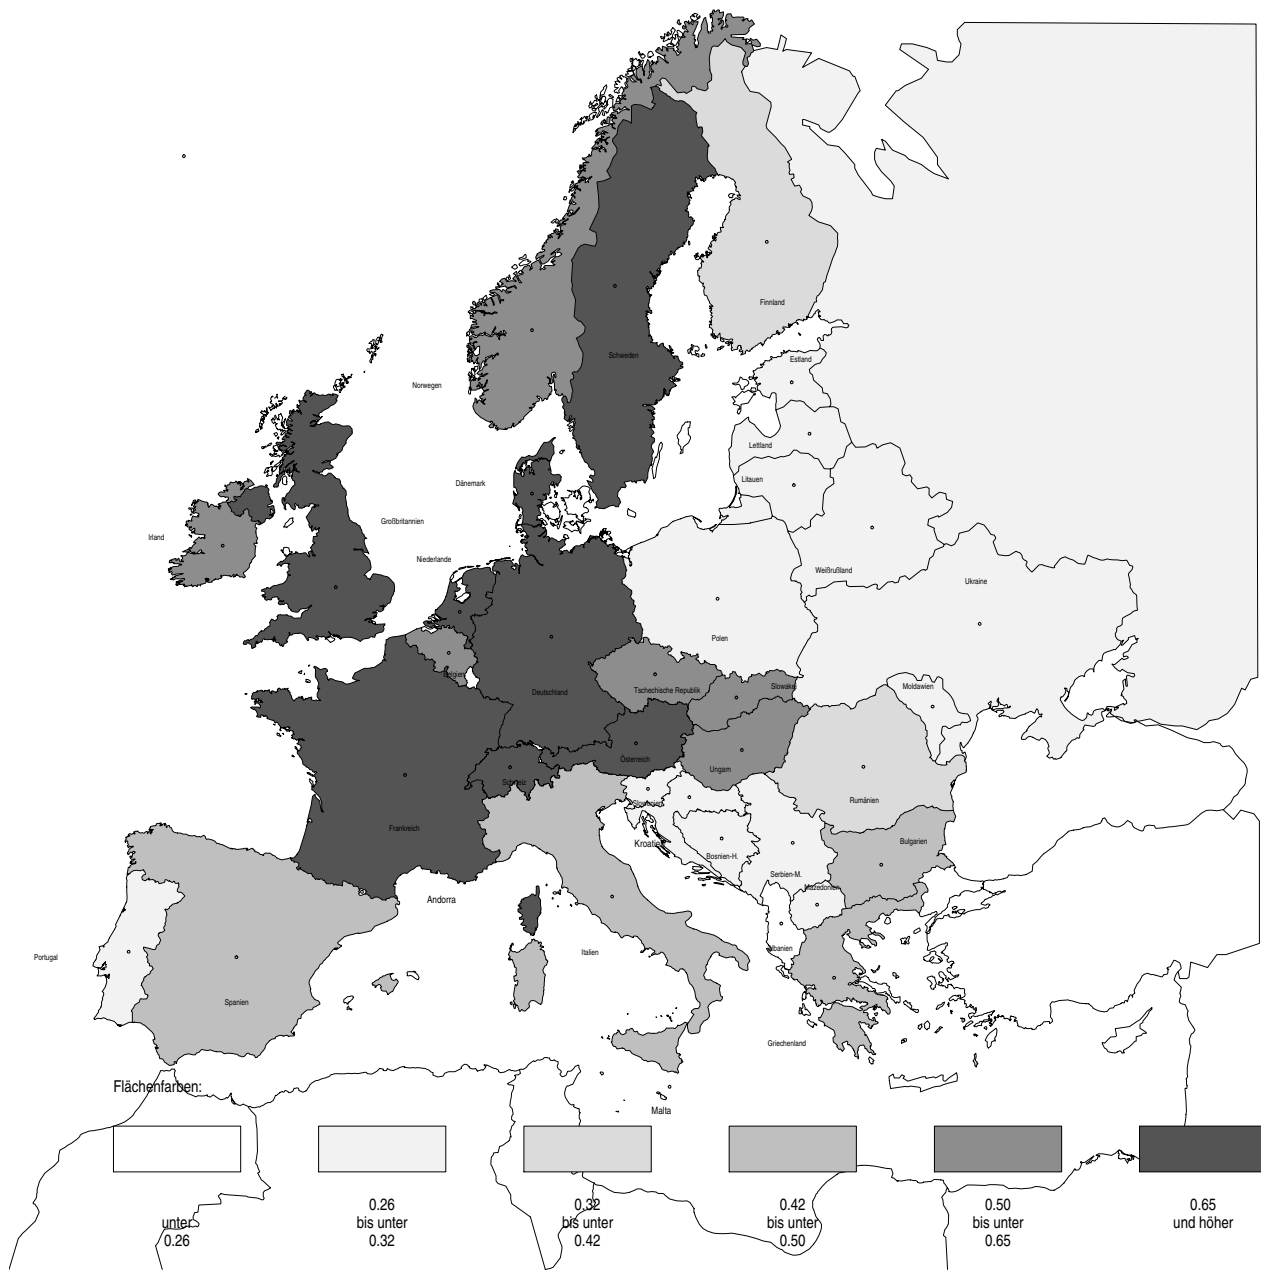 Finnland
Schweden
Estland
Norwegen
Lettland
Litauen
Dänemark
Großbritannien
Irland
Niederlande
Weißrußland
Ukraine
Polen
Belgien
Deutschland
Tschechische Republik
Slowakei
Moldawien
Österreich
Ungarn
Schweiz
Slowenien
Rumänien
Frankreich
Kroatien
Bulgarien
Bosnien-H.
Serbien-M.
Mazedonien
Andorra
Albanien
Italien
Portugal
Spanien
Griechenland
Flächenfarben:
Malta
unter
0.26
0.26
bis unter
0.32
0.32
bis unter
0.42
0.42
bis unter
0.50
0.50
bis unter
0.65
0.65
und höher